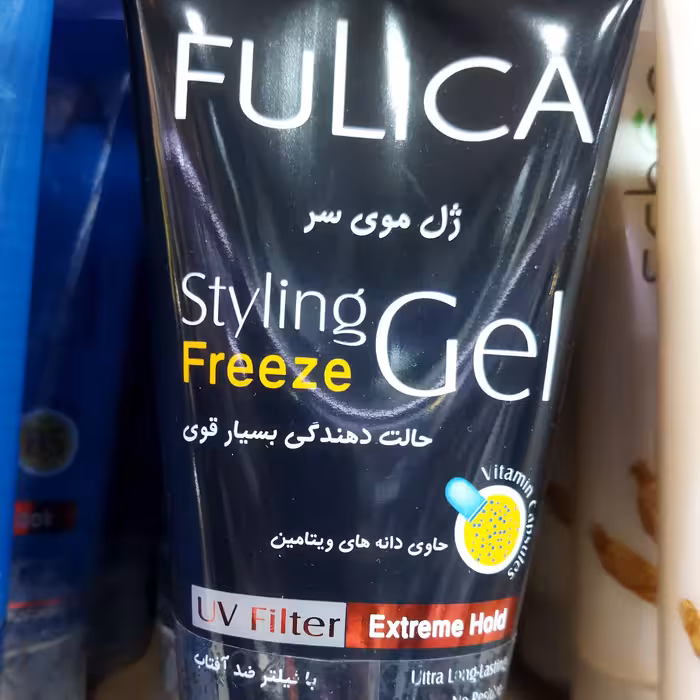 FULICA
ژل موی سر
Styling
Freeze
Gel
حالت دهندگی بسیار قوی
Vitamin Capsules
حاوی دانه های ویتامین
UV Filter
Extreme Hold
با فیلتر ضد آفتاب
Ultra Long-Lasting
No